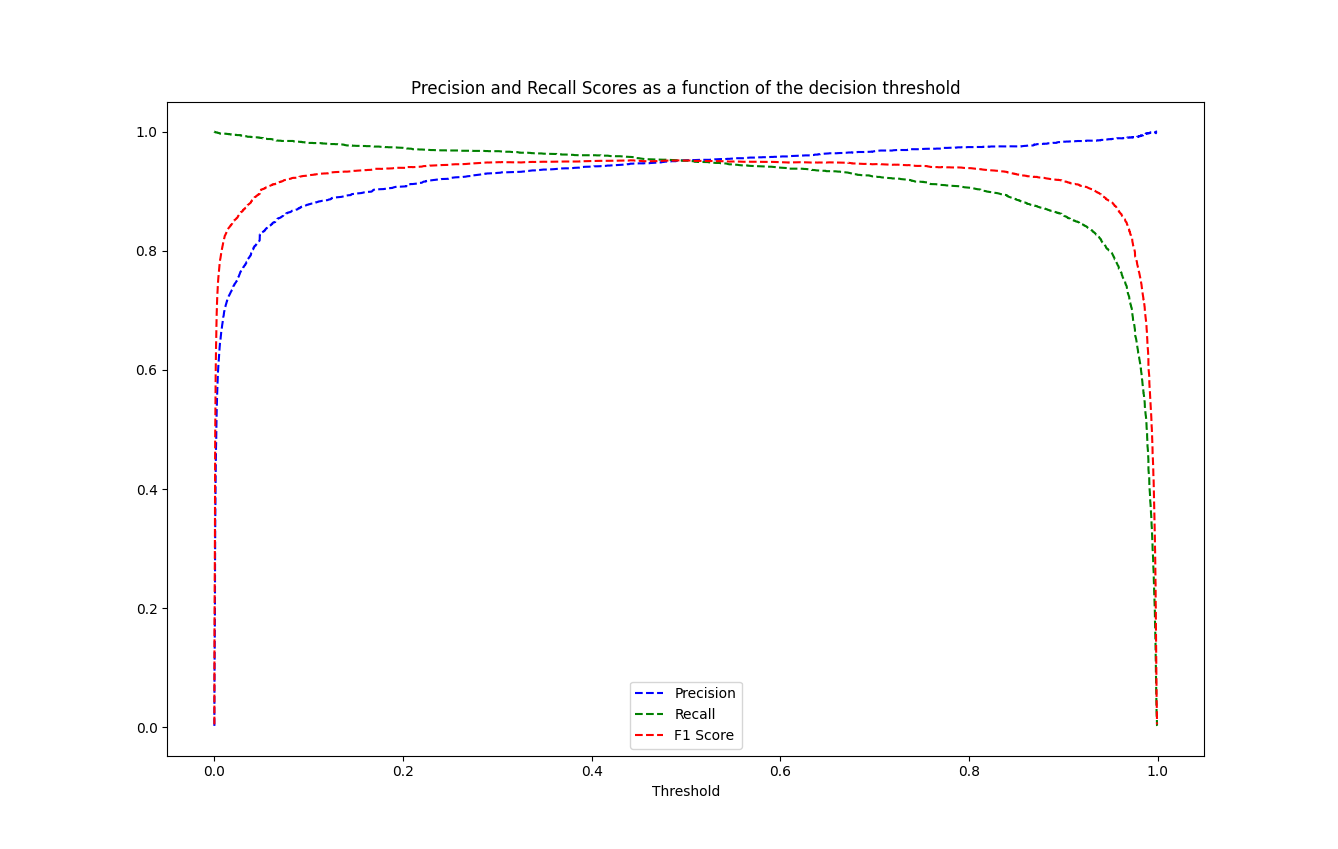 Precision and Recall Scores as a function of the decision threshold
1.0
0.8
0.6
0.4
0.2
0.0
Precision
Recall
F1 Score
0.0 0.2 0.4 0.6 0.8 1.0
Threshold